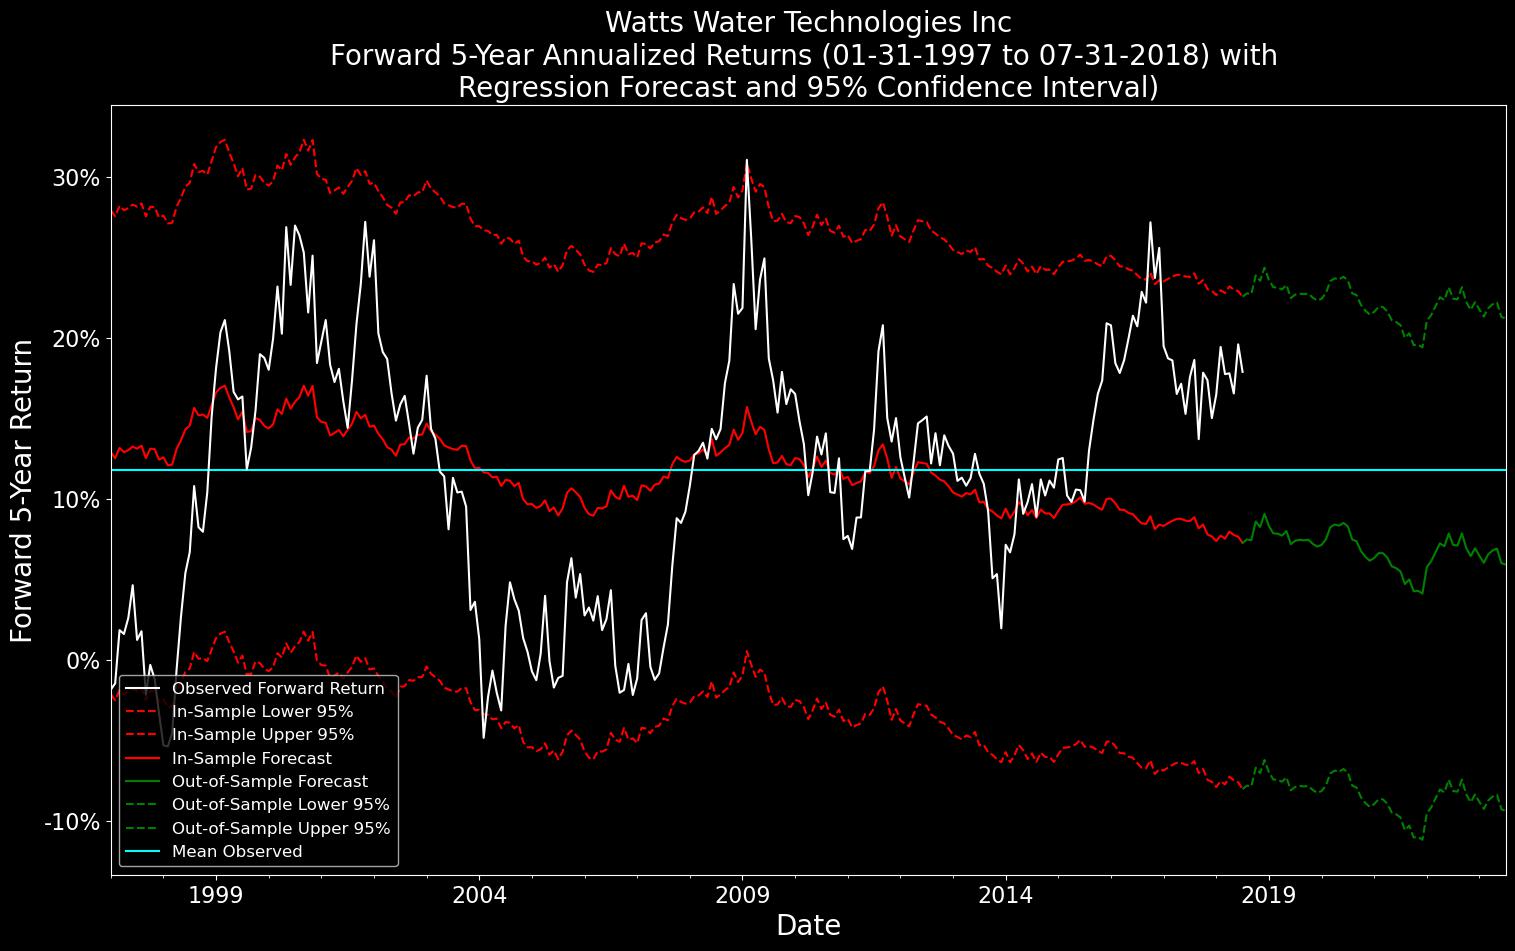 Watts Water Technologies Inc
Forward 5-Year Annualized Returns (01-31-1997 to 07-31-2018) with
Regression Forecast and 95% Confidence Interval)
Forward 5-Year Return
30%
20%
10%
0%
-10%
Observed Forward Return
In-Sample Lower 95%
In-Sample Upper 95%
In-Sample Forecast
Out-of-Sample Forecast
Out-of-Sample Lower 95%
Out-of-Sample Upper 95%
Mean Observed
1999 2004 2009 2014 2019
Date